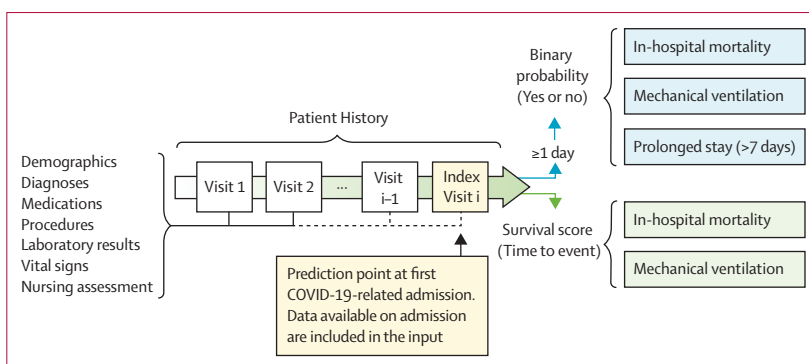 Patient History
Demographics
Diagnoses
Medications
Procedures
Laboratory results
Vital signs
Nursing assessment
Visit 1
Visit 2
...
Visit
i–1
Index
Visit i
Prediction point at first
COVID-19-related admission.
Data available on admission
are included in the input
≥1 day
Binary
probability
(Yes or no)
In-hospital mortality
Mechanical ventilation
Prolonged stay (>7 days)
Survival score
(Time to event)
In-hospital mortality
Mechanical ventilation